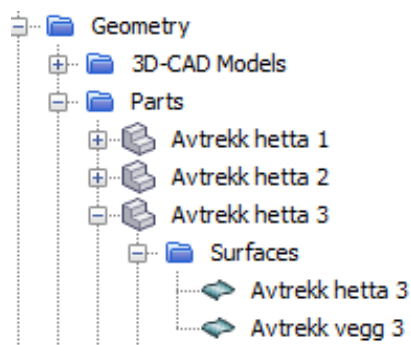 Geometry
3D-CAD Models
Parts
Avtrekk hetta 1
Avtrekk hetta 2
Avtrekk hetta 3
Surfaces
Avtrekk hetta 3
Avtrekk vegg 3